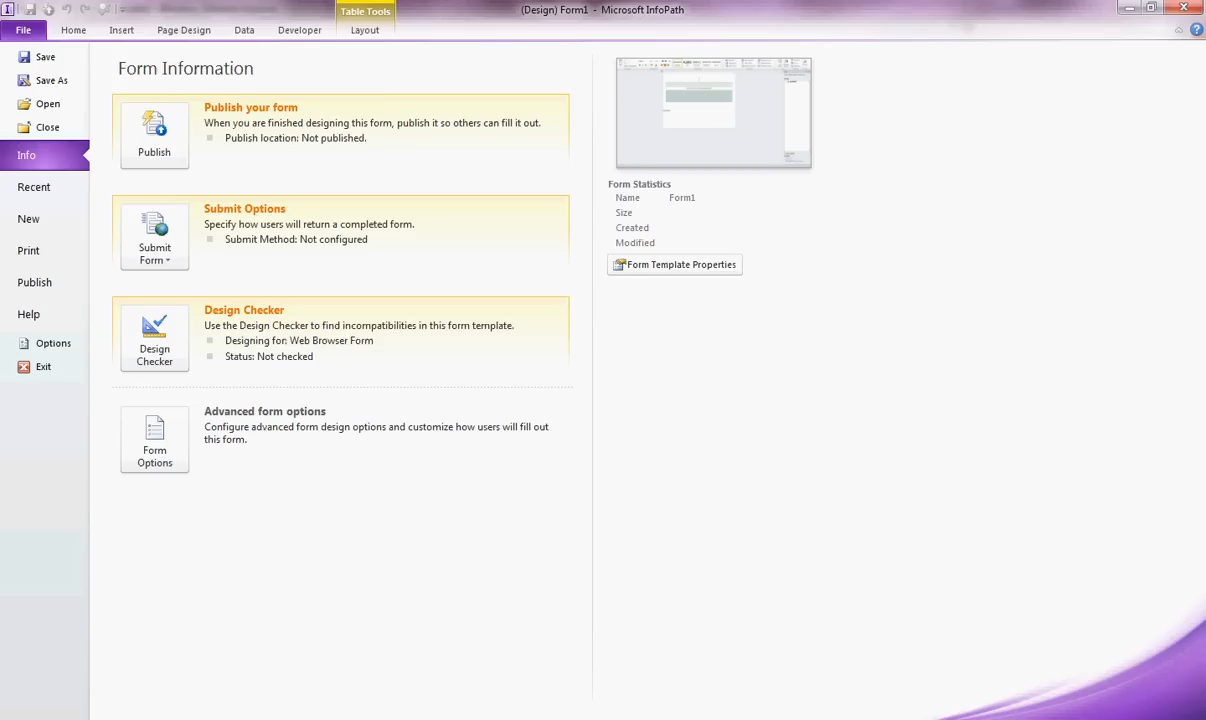 Table Tools
(Design) Form1 - Microsoft InfoPath
File Home Insert Page Design Data Developer Layout
Save
Save As
Open
Close
Info
Recent
New
Print
Publish
Help
Options
Exit
Form Information
Publish
Publish your form
When you are finished designing this form, publish it so others can fill it out.
Publish location: Not published.
Submit
Form
Submit Options
Specify how users will return a completed form.
Submit Method: Not configured
Design
Checker
Design Checker
Use the Design Checker to find incompatibilities in this form template.
Designing for: Web Browser Form
Status: Not checked
Form
Options
Advanced form options
Configure advanced form design options and customize how users will fill out
this form.
Form Statistics
Name Form1
Size
Created
Modified
Form Template Properties